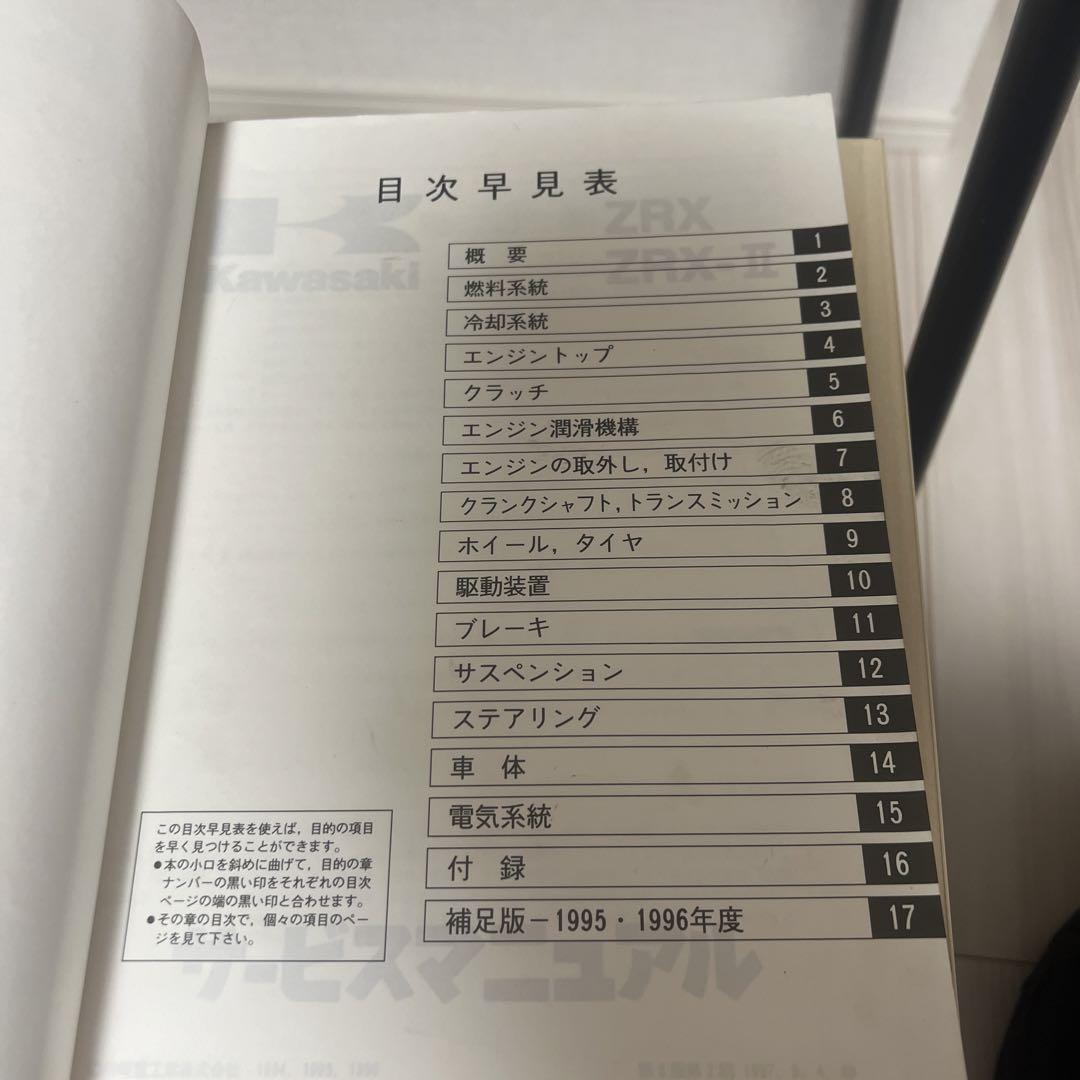 目次早見表
ZRX
ZRX-Ⅱ
Kawasaki
概 要 1
燃料系統 2
冷却系統 3
エンジントップ 4
クラッチ 5
エンジン潤滑機構 6
エンジンの取外し，取付け 7
クランクシャフト，トランスミッション 8
ホイール，タイヤ 9
駆動装置 10
ブレーキ 11
サスペンション 12
ステアリング 13
車 体 14
電気系統 15
付 録 16
補足版－1995・1996年度 17
この目次早見表を使えば，目的の項目
を早く見つけることができます。
●本の小口を斜めに曲げて，目的の章
ナンバーの黒い印をそれぞれの目次
ページの端の黒い印と合わせます。
●その章の目次で，個々の項目のペー
ジを見て下さい。
サービスマニュアル